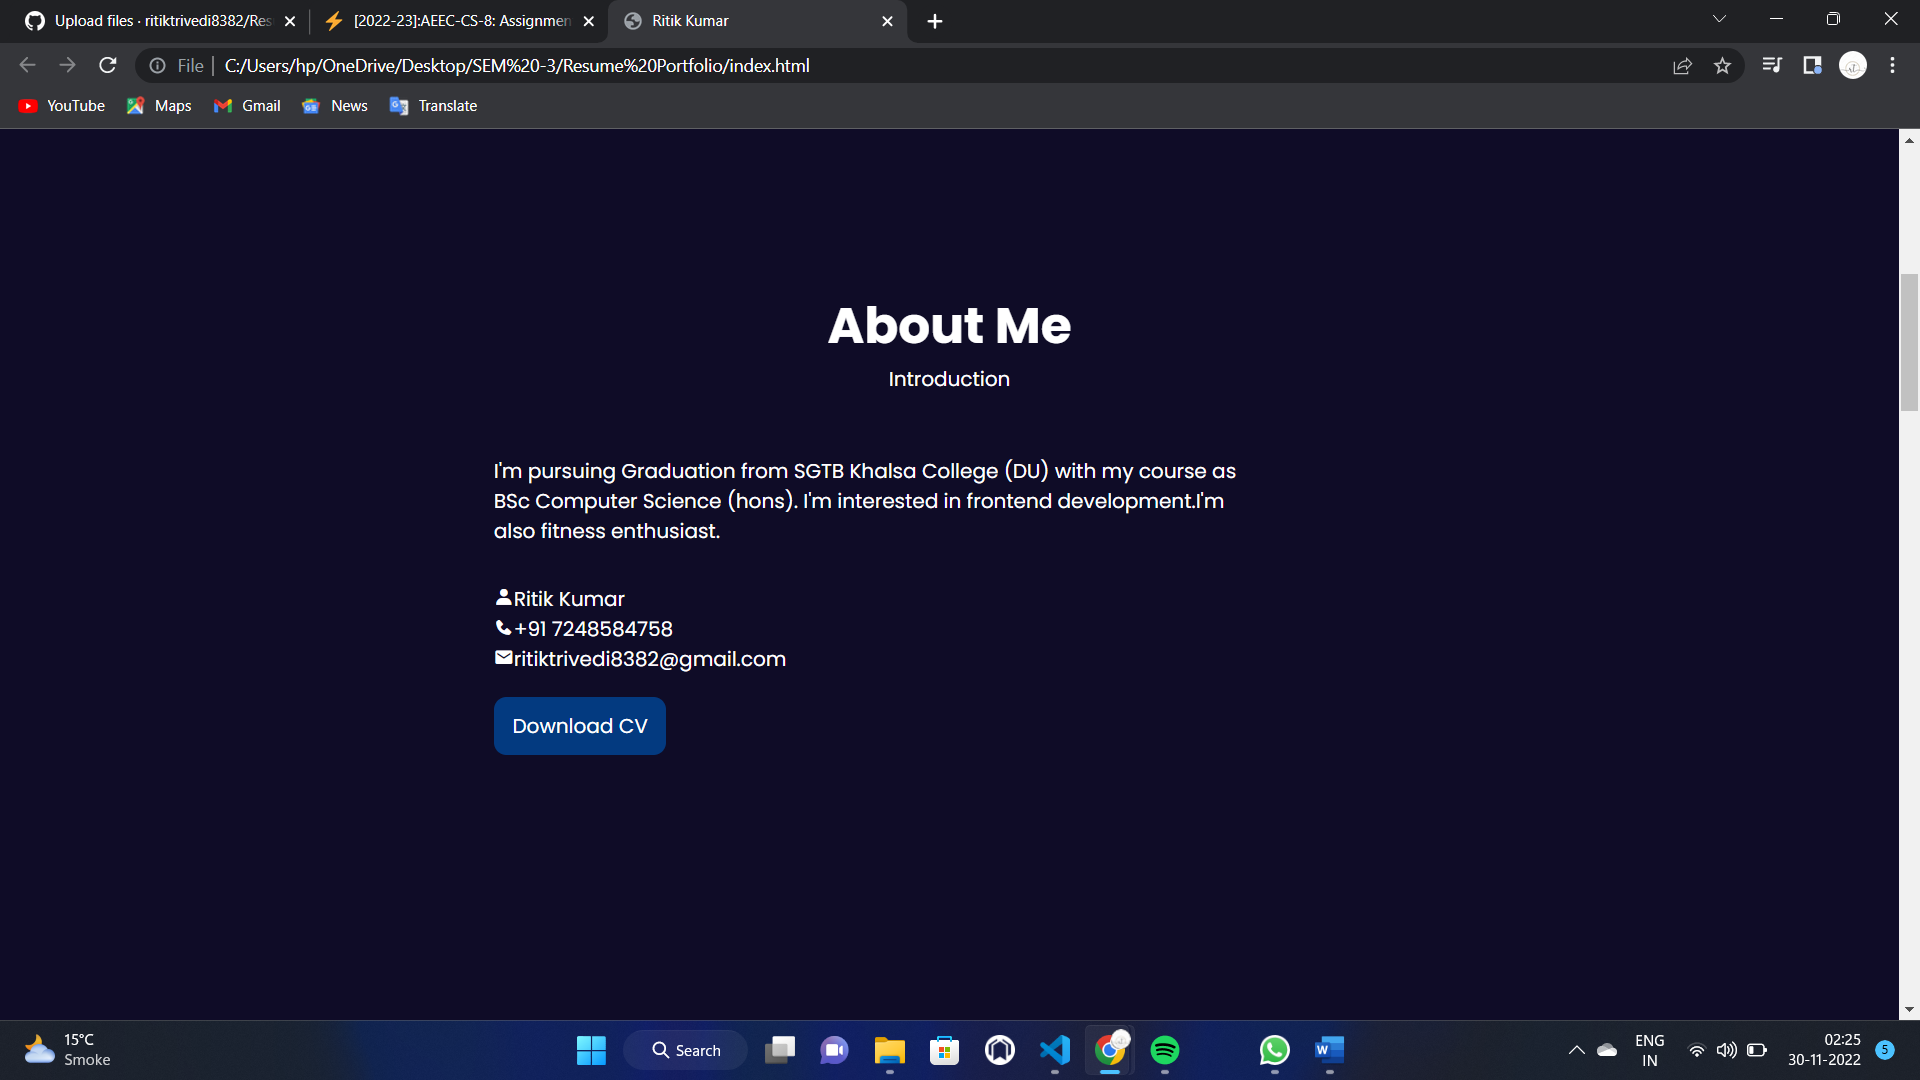 Upload files · ritiktrivedi8382/Res
[2022-23]:AEEC-CS-8: Assignmen
Ritik Kumar
File
C:/Users/hp/OneDrive/Desktop/SEM%20-3/Resume%20Portfolio/index.html
YouTube
Maps
Gmail
News
Translate
About Me
Introduction
I'm pursuing Graduation from SGTB Khalsa College (DU) with my course as
BSc Computer Science (hons). I'm interested in frontend development.I'm
also fitness enthusiast.
Ritik Kumar
+91 7248584758
ritiktrivedi8382@gmail.com
Download CV
15°C
Smoke
Search
ENG
IN
02:25
30-11-2022
5